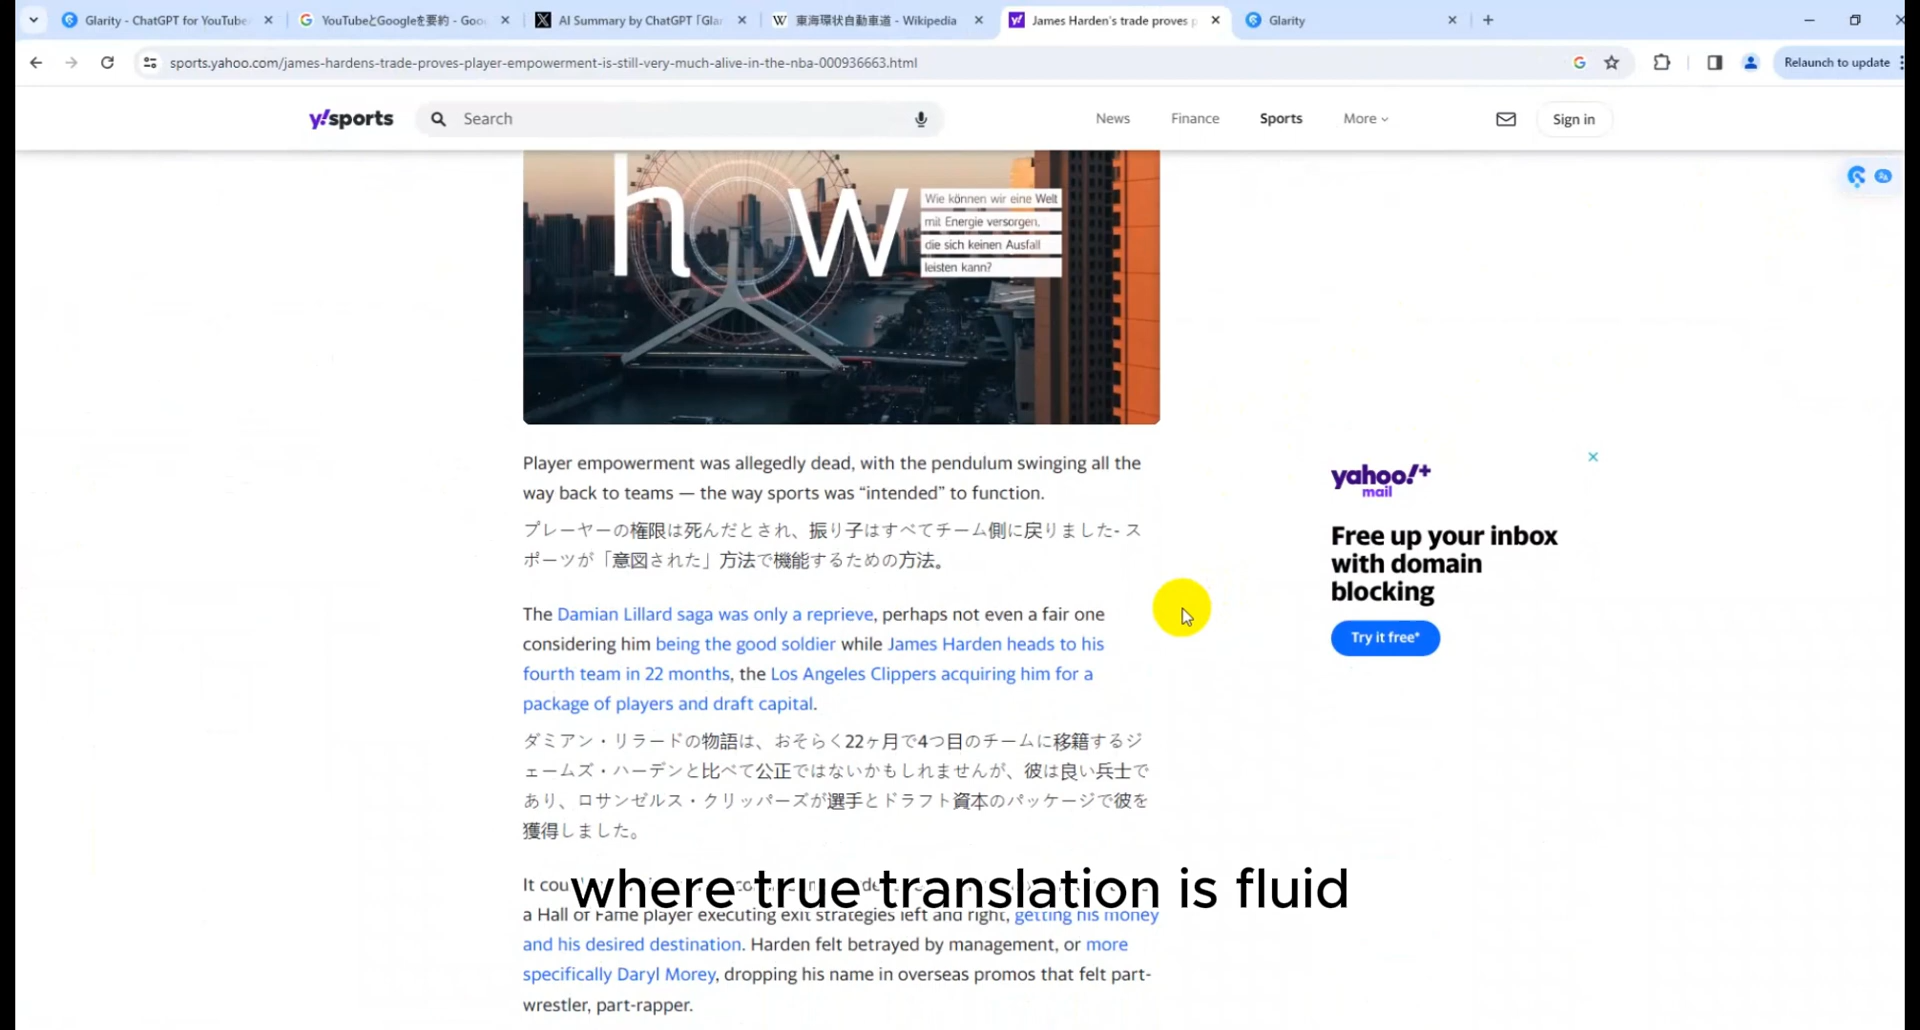 Glarity - ChatGPT for YouTube
YouTubeとGoogleを要約 - Goo
AI Summary by ChatGPT「Glar
東海環状自動車道 - Wikipedia
James Harden's trade proves p
Glarity
sports.yahoo.com/james-hardens-trade-proves-player-empowerment-is-still-very-much-alive-in-the-nba-000936663.html
Relaunch to update
y!sports
Search
News
Finance
Sports
More
Sign in
how
Wie können wir eine Welt
mit Energie versorgen,
die sich keinen Ausfall
leisten kann?
Player empowerment was allegedly dead, with the pendulum swinging all the
way back to teams — the way sports was “intended” to function.
プレーヤーの権限は死んだとされ、振り子はすべてチーム側に戻りました- ス
ポーツが「意図された」方法で機能するための方法。
The Damian Lillard saga was only a reprieve, perhaps not even a fair one
considering him being the good soldier while James Harden heads to his
fourth team in 22 months, the Los Angeles Clippers acquiring him for a
package of players and draft capital.
ダミアン・リラードの物語は、おそらく22ヶ月で4つ目のチームに移籍するジ
ェームズ・ハーデンと比べて公正ではないかもしれませんが、彼は良い兵士で
あり、ロサンゼルス・クリッパーズが選手とドラフト資本のパッケージで彼を
獲得しました。
It
where true translation is fluid
a Hall of Fame player executing exit strategies left and right, getting his money
and his desired destination. Harden felt betrayed by management, or more
specifically Daryl Morey, dropping his name in overseas promos that felt part-
wrestler, part-rapper.
yahoo!+
mail
Free up your inbox
with domain
blocking
Try it free*